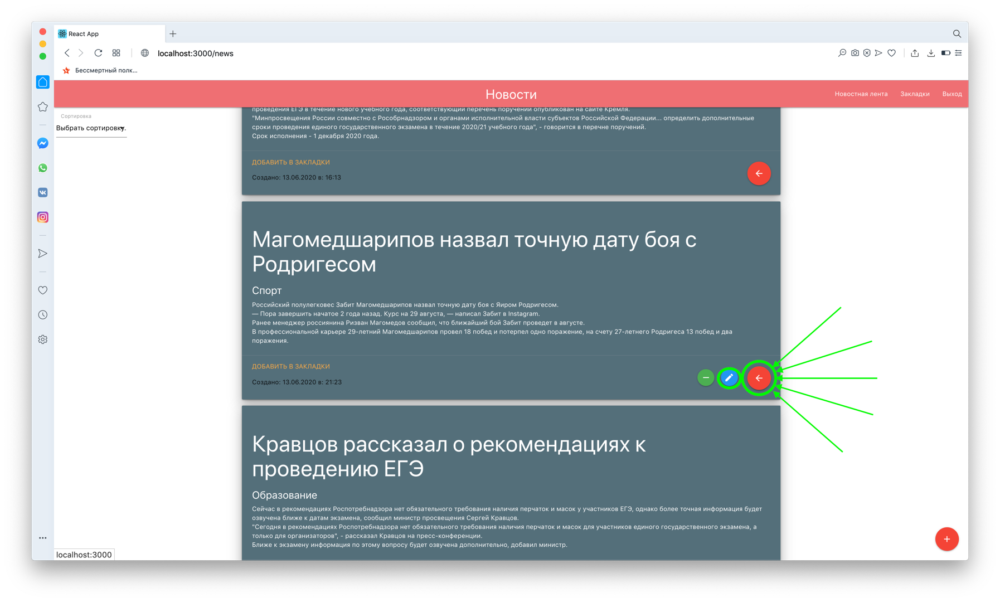 React App
localhost:3000/news
Бессмертный полк...
Новости
Новостная лента
Закладки
Выход
Сортировка
Выбрать сортировку.
проведения ЕГЭ в течение нового учебного года, соответствующий перечень поручений опубликован на сайте Кремля.
"Минпросвещения России совместно с Рособрнадзором и органами исполнительной власти субъектов Российской Федерации... определить дополнительные
сроки проведения единого государственного экзамена в течение 2020/21 учебного года", - говорится в перечне поручений.
Срок исполнения - 1 декабря 2020 года.
ДОБАВИТЬ В ЗАКЛАДКИ
Создано: 13.06.2020 в: 16:13
Магомедшарипов назвал точную дату боя с
Родригесом
Спорт
Российский полулегковес Забит Магомедшарипов назвал точную дату боя с Яиром Родригесом.
— Пора завершить начатое 2 года назад. Курс на 29 августа, — написал Забит в Instagram.
Ранее менеджер россиянина Ризван Магомедов сообщил, что ближайший бой Забит проведет в августе.
В профессиональной карьере 29-летний Магомедшарипов провел 18 побед и потерпел одно поражение, на счету 27-летнего Родригеса 13 побед и два
поражения.
ДОБАВИТЬ В ЗАКЛАДКИ
Создано: 13.06.2020 в: 21:23
Кравцов рассказал о рекомендациях к
проведению ЕГЭ
Образование
Сейчас в рекомендациях Роспотребнадзора нет обязательного требования наличия перчаток и масок у участников ЕГЭ, однако более точная информация будет
озвучена ближе к датам экзамена, сообщил министр просвещения Сергей Кравцов.
"Сегодня в рекомендациях Роспотребнадзора нет обязательного требования наличия перчаток и масок для участников единого государственного экзамена, а
только для организаторов", - рассказал Кравцов на пресс-конференции.
Ближе к экзамену информация по этому вопросу будет озвучена дополнительно, добавил министр.
localhost:3000